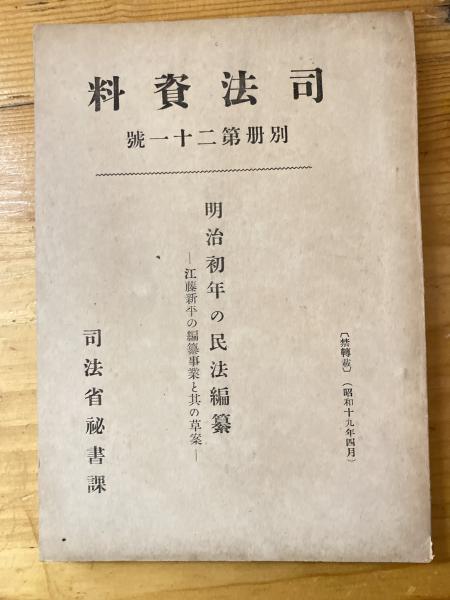 司法資料
別册第二十一號
〔禁轉載〕（昭和十九年四月）
明治初年の民法編纂
―江藤新平の編纂事業と其の草案―
司法省祕書課